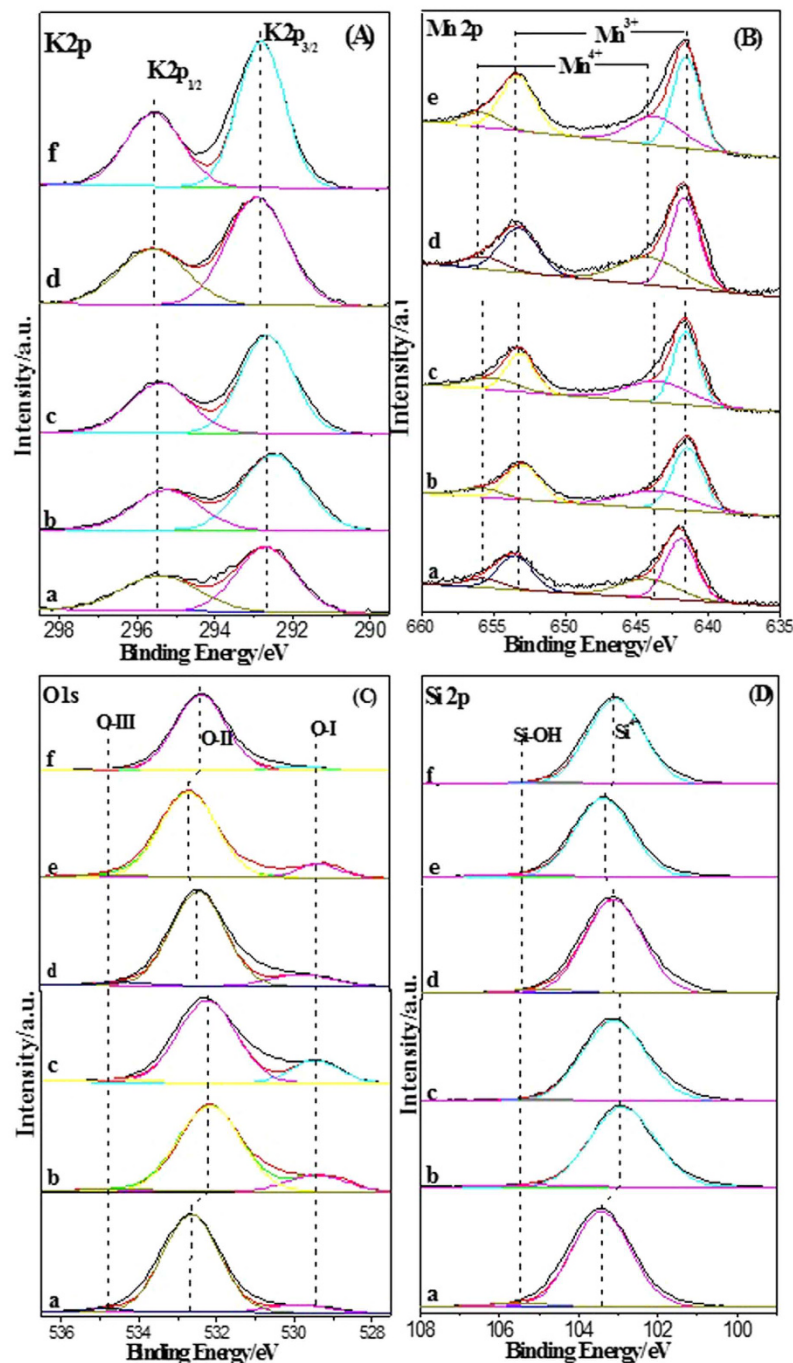 K2p
(A)
K2p3/2
K2p1/2
f
d
c
b
a
Intensity/a.u.
298 296 294 292 290
Binding Energy/eV
Mn 2p
(B)
Mn3+
Mn4+
e
d
c
b
a
Intensity/a.u.
660 655 650 645 640 635
Binding Energy/eV
O1s
(C)
O-III
O-II
O-I
f
e
d
c
b
a
Intensity/a.u.
536 532 530 528
Binding Energy/eV
Si 2p
(D)
Si-OH
Si4+
f
e
d
c
b
a
Intensity/a.u.
108 106 104 102 100
Binding Energy/eV